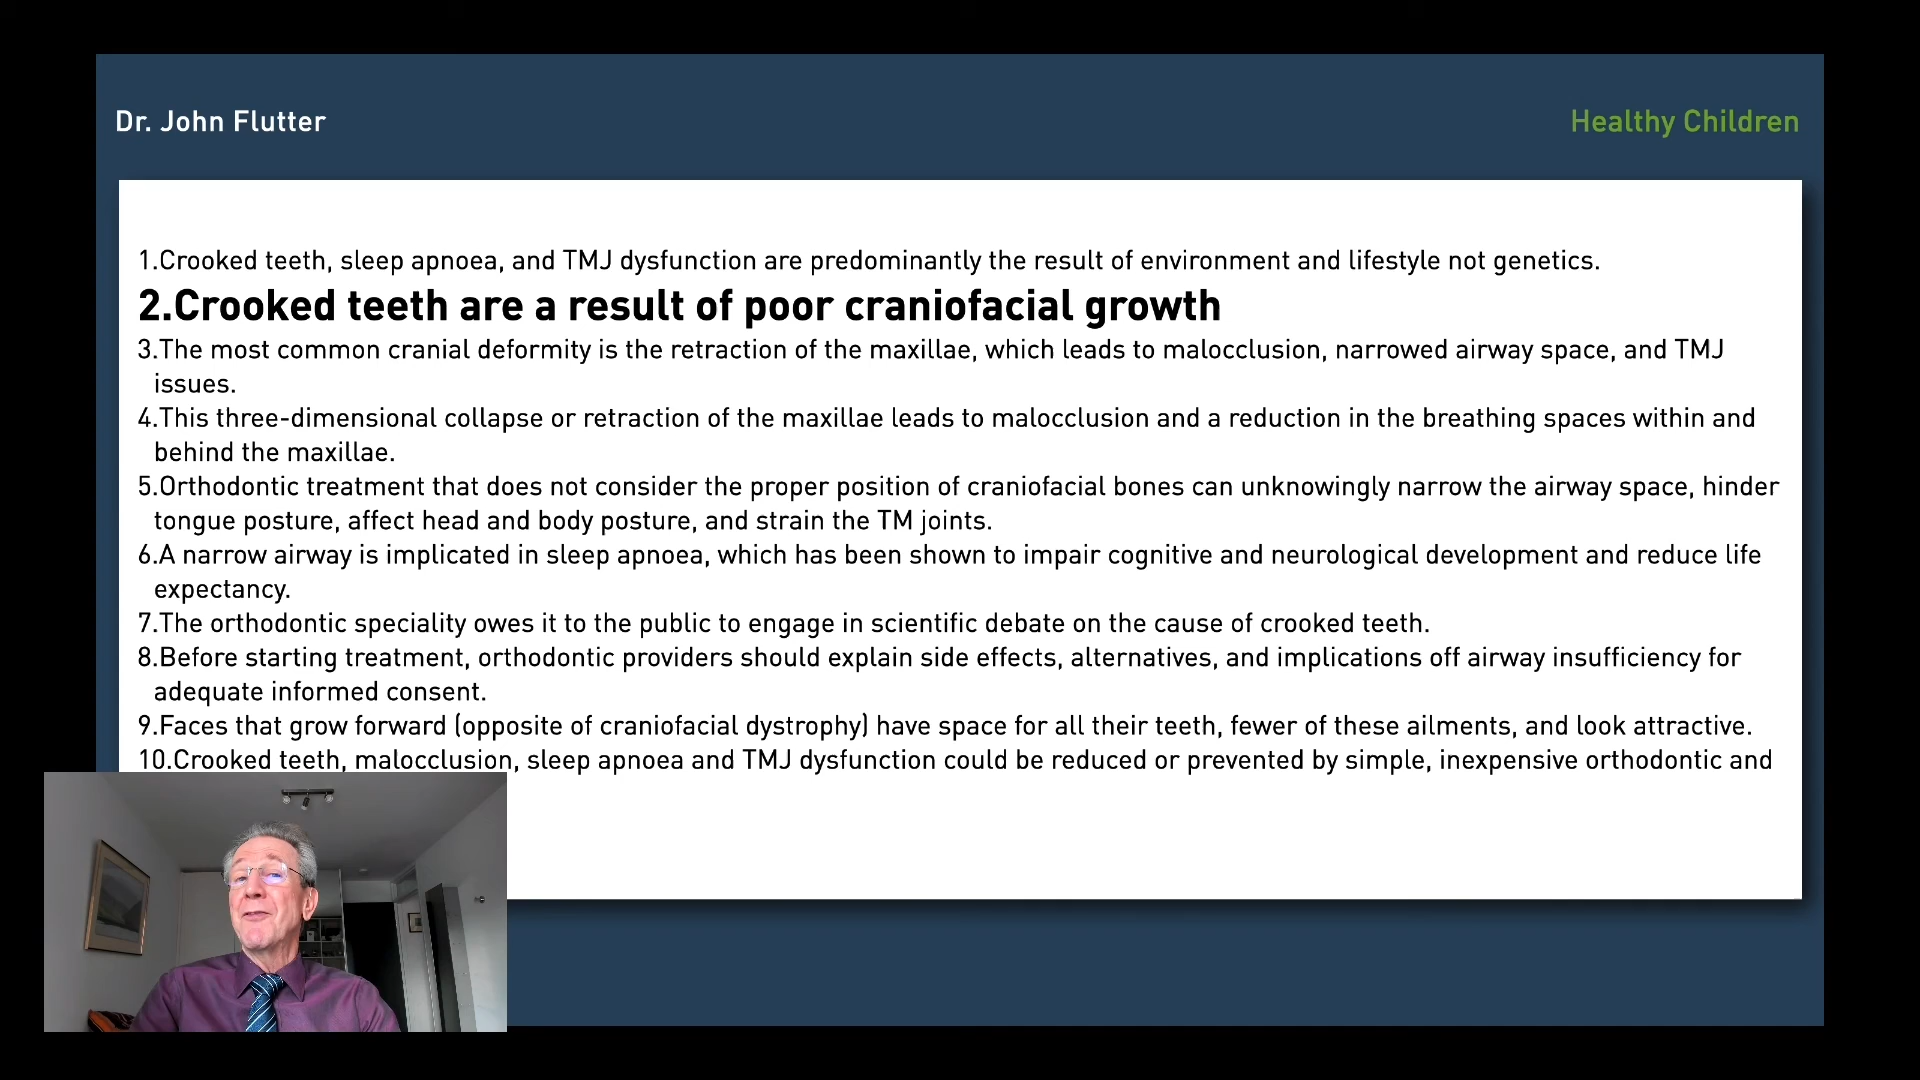 Dr. John Flutter
Healthy Children
1.Crooked teeth, sleep apnoea, and TMJ dysfunction are predominantly the result of environment and lifestyle not genetics.
2.Crooked teeth are a result of poor craniofacial growth
3.The most common cranial deformity is the retraction of the maxillae, which leads to malocclusion, narrowed airway space, and TMJ
issues.
4.This three-dimensional collapse or retraction of the maxillae leads to malocclusion and a reduction in the breathing spaces within and
behind the maxillae.
5.Orthodontic treatment that does not consider the proper position of craniofacial bones can unknowingly narrow the airway space, hinder
tongue posture, affect head and body posture, and strain the TM joints.
6.A narrow airway is implicated in sleep apnoea, which has been shown to impair cognitive and neurological development and reduce life
expectancy.
7.The orthodontic speciality owes it to the public to engage in scientific debate on the cause of crooked teeth.
8.Before starting treatment, orthodontic providers should explain side effects, alternatives, and implications off airway insufficiency for
adequate informed consent.
9.Faces that grow forward (opposite of craniofacial dystrophy) have space for all their teeth, fewer of these ailments, and look attractive.
10.Crooked teeth, malocclusion, sleep apnoea and TMJ dysfunction could be reduced or prevented by simple, inexpensive orthodontic and